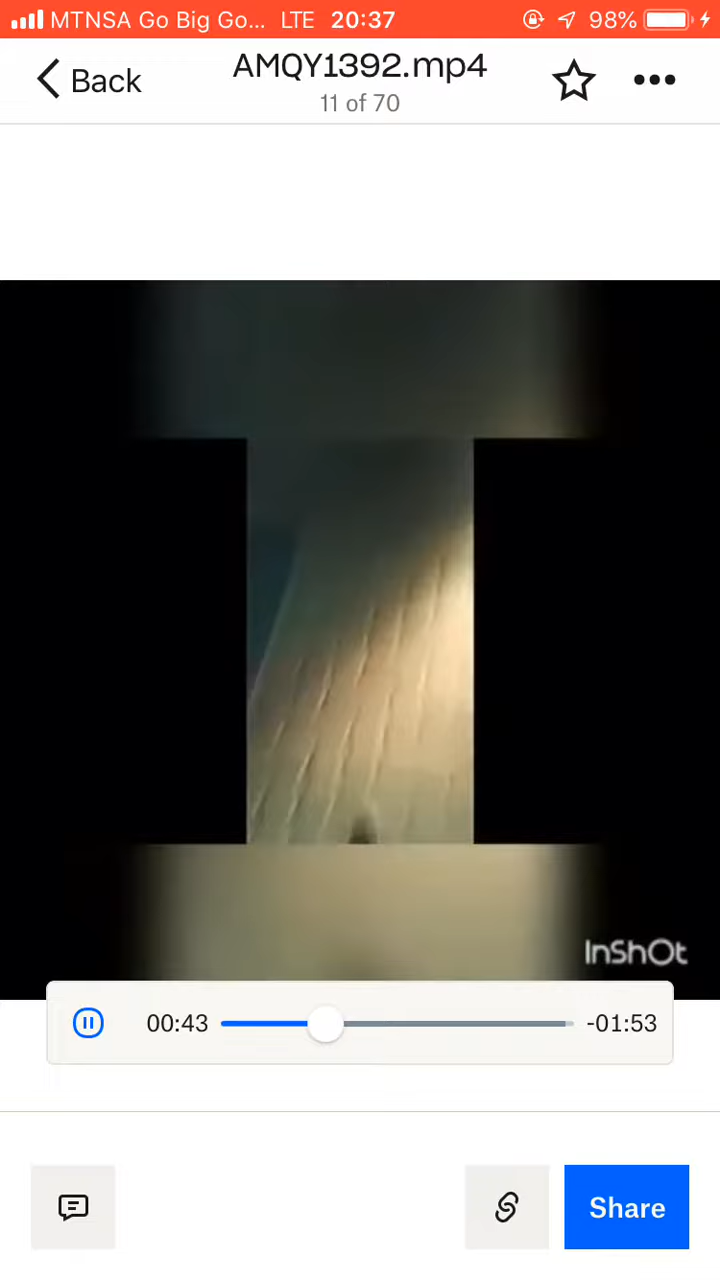 MTNSA Go Big Go... LTE 20:37 98%
Back
AMQY1392.mp4
11 of 70
InShOt
00:43
-01:53
Share